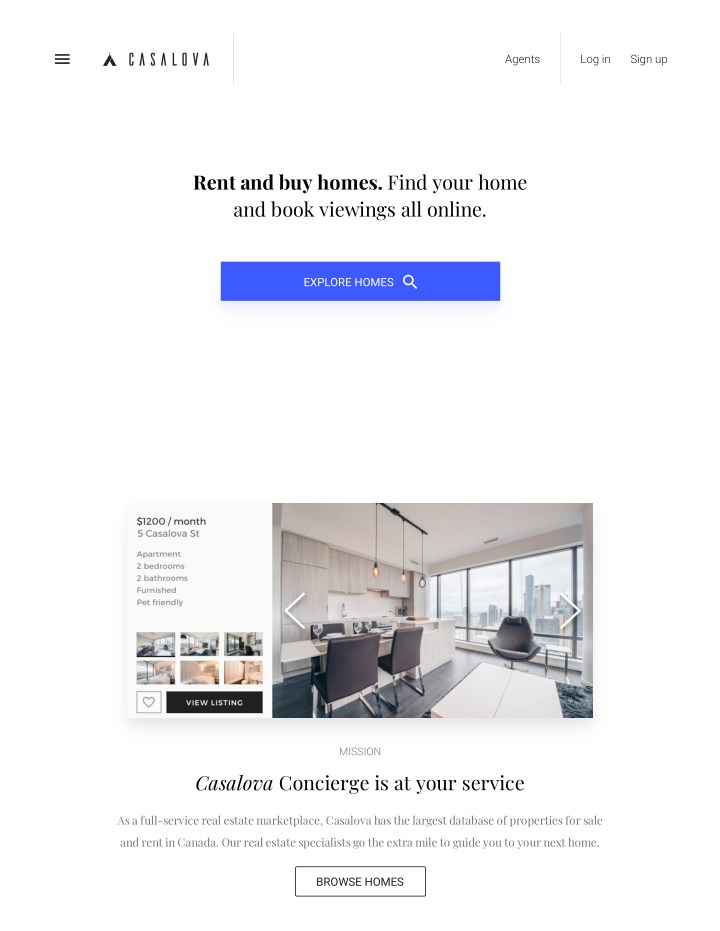 CASALOVA
Agents
Log in
Sign up
Rent and buy homes. Find your home
and book viewings all online.
EXPLORE HOMES
$1200 / month
5 Casalova St
Apartment
2 bedrooms
2 bathrooms
Furnished
Pet friendly
VIEW LISTING
MISSION
Casalova Concierge is at your service
As a full-service real estate marketplace, Casalova has the largest database of properties for sale
and rent in Canada. Our real estate specialists go the extra mile to guide you to your next home.
BROWSE HOMES